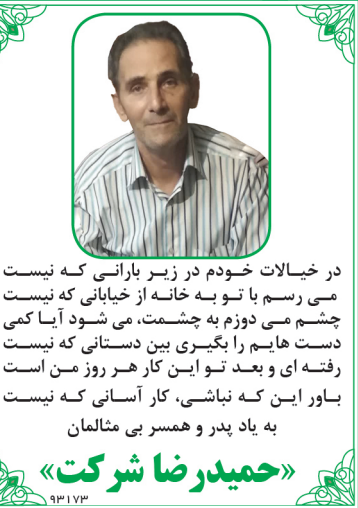 در خیالات خودم در زیر بارانی که نیست
می رسم با تو به خانه از خیابانی که نیست
چشم می دوزم به چشمت، می شود آیا کمی
دست هایم را بگیری بین دستانی که نیست
رفته ای و بعد تو این کار هر روز من است
باور این که نباشی، کار آسانی که نیست
به یاد پدر و همسر بی مثالمان
«حمیدرضا شرکت»
۹۳۱۷۳